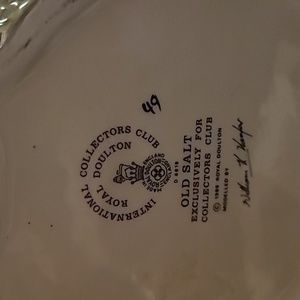 49
INTERNATIONAL COLLECTORS CLUB
ROYAL DOULTON
ENGLAND
OLD SALT
EXCLUSIVELY FOR
COLLECTORS CLUB
© ROYAL DOULTON
MODELLED BY